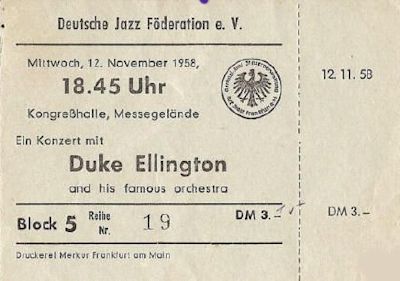 Deutsche Jazz Föderation e. V.
Mittwoch, 12. November 1958,
18.45 Uhr
Kongreßhalle, Messegelände
Ein Konzert mit
Duke Ellington
and his famous orchestra
Block 5 Reihe Nr. 19 DM 3.
Druckerei Merkur Frankfurt am Main
12. 11. 58
DM 3.–